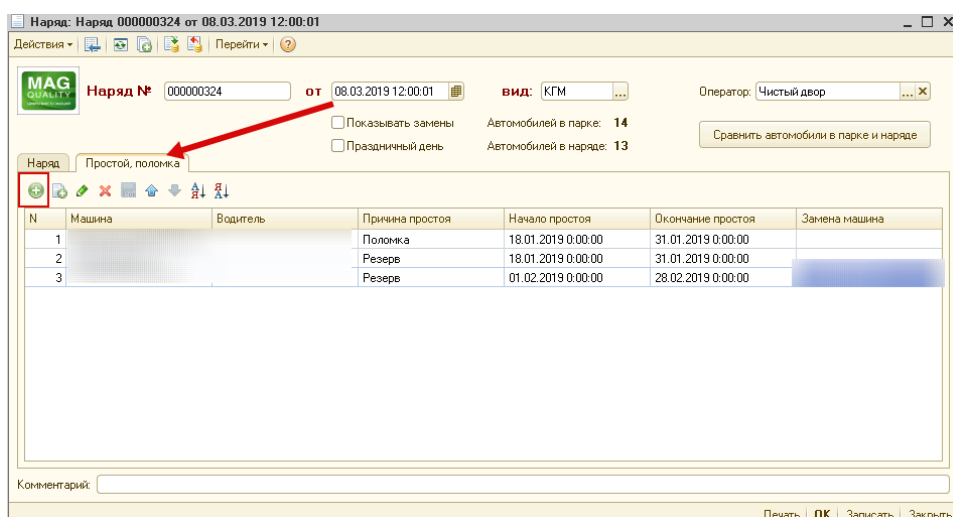 Наряд: Наряд 000000324 от 08.03.2019 12:00:01
Действия Перейти
MAG QUALITY Наряд № 000000324 от 08.03.2019 12:00:01 вид: КГМ ... Оператор: Чистый двор ...
Показывать замены Автомобилей в парке: 14
Сравнить автомобили в парке и наряде
Праздничный день Автомобилей в наряде: 13
Наряд Простой, поломка
N Машина Водитель Причина простоя Начало простоя Окончание простоя Замена машина
1 Поломка 18.01.2019 0:00:00 31.01.2019 0:00:00
2 Резерв 18.01.2019 0:00:00 31.01.2019 0:00:00
3 Резерв 01.02.2019 0:00:00 28.02.2019 0:00:00
Комментарий:
Печать OK Записать Закрыть